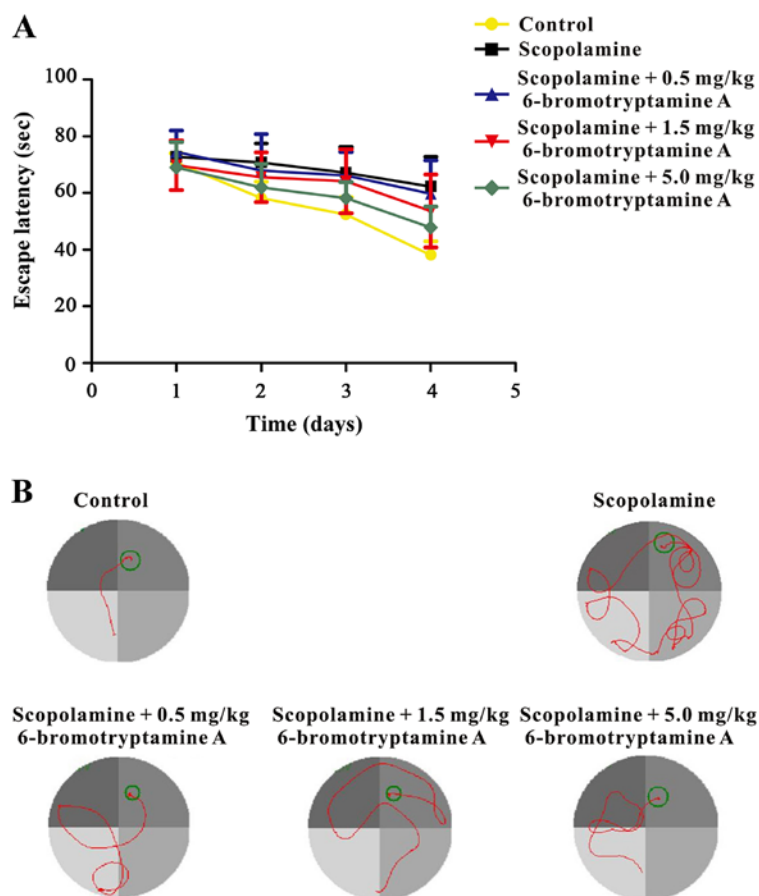 A
Control
Scopolamine
Scopolamine + 0.5 mg/kg
6-bromotryptamine A
Scopolamine + 1.5 mg/kg
6-bromotryptamine A
Scopolamine + 5.0 mg/kg
6-bromotryptamine A
100
80
60
40
20
0
Escape latency (sec)
0 1 2 3 4 5
Time (days)
B
Control
Scopolamine
Scopolamine + 0.5 mg/kg
6-bromotryptamine A
Scopolamine + 1.5 mg/kg
6-bromotryptamine A
Scopolamine + 5.0 mg/kg
6-bromotryptamine A